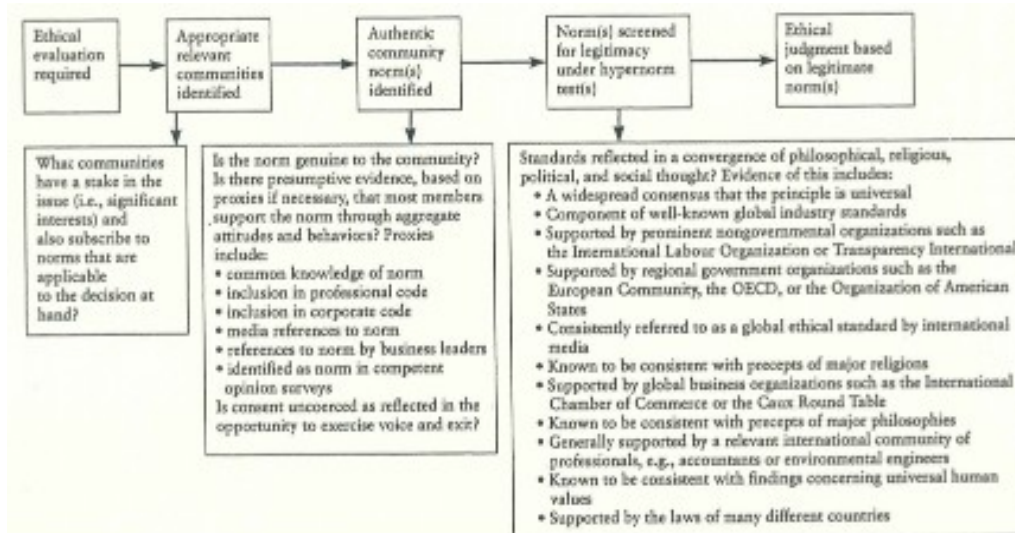 Ethical
evaluation
required
Appropriate
relevant
communities
identified
Authentic
community
norm(s)
identified
Norm(s) screened
for legitimacy
under hypernorm
test(s)
Ethical
judgment based
on legitimate
norm(s)
What communities
have a stake in the
issue (i.e., significant
interests) and
also subscribe to
norms that are
applicable
to the decision at
hand?
Is the norm genuine to the community?
Is there presumptive evidence, based on
proxies if necessary, that most members
support the norm through aggregate
attitudes and behaviors? Proxies
include:
• common knowledge of norm
• inclusion in professional code
• inclusion in corporate code
• media references to norm
• references to norm by business leaders
• identified as norm in competent
opinion surveys
Is consent uncoerced as reflected in the
opportunity to exercise voice and exit?
Standards reflected in a convergence of philosophical, religious,
political, and social thought? Evidence of this includes:
• A widespread consensus that the principle is universal
• Component of well-known global industry standards
• Supported by prominent nongovernmental organizations such as
the International Labour Organization or Transparency International
• Supported by regional government organizations such as the
European Community, the OECD, or the Organization of American
States
• Consistently referred to as a global ethical standard by international
media
• Known to be consistent with precepts of major religions
• Supported by global business organizations such as the International
Chamber of Commerce or the Caux Round Table
• Known to be consistent with precepts of major philosophies
• Generally supported by a relevant international community of
professionals, e.g., accountants or environmental engineers
• Known to be consistent with findings concerning universal human
values
• Supported by the laws of many different countries